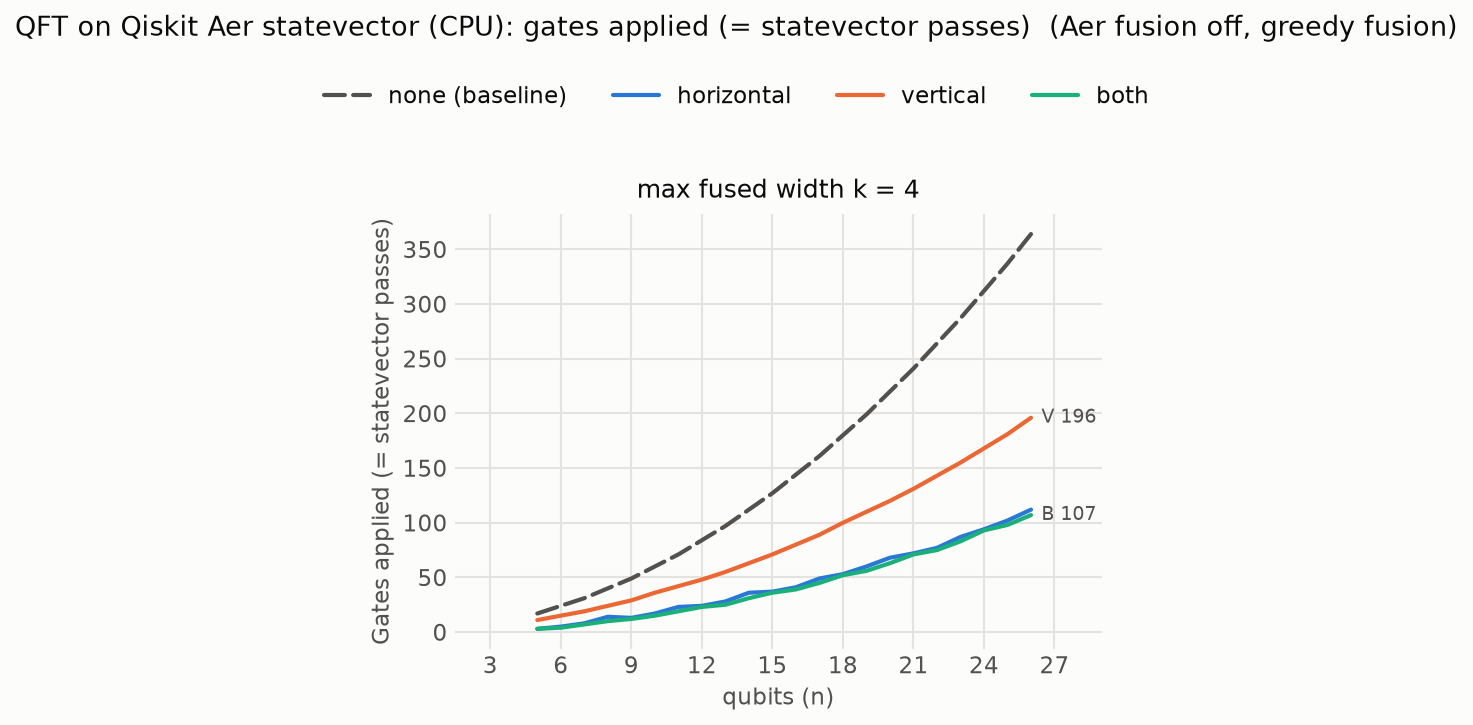 QFT on Qiskit Aer statevector (CPU): gates applied (= statevector passes)  (Aer fusion off, greedy fusion)
none (baseline) horizontal vertical both
max fused width k = 4
Gates applied (= statevector passes)
350
300
250
200
150
100
50
0
V 196
B 107
3 6 9 12 15 18 21 24 27
qubits (n)